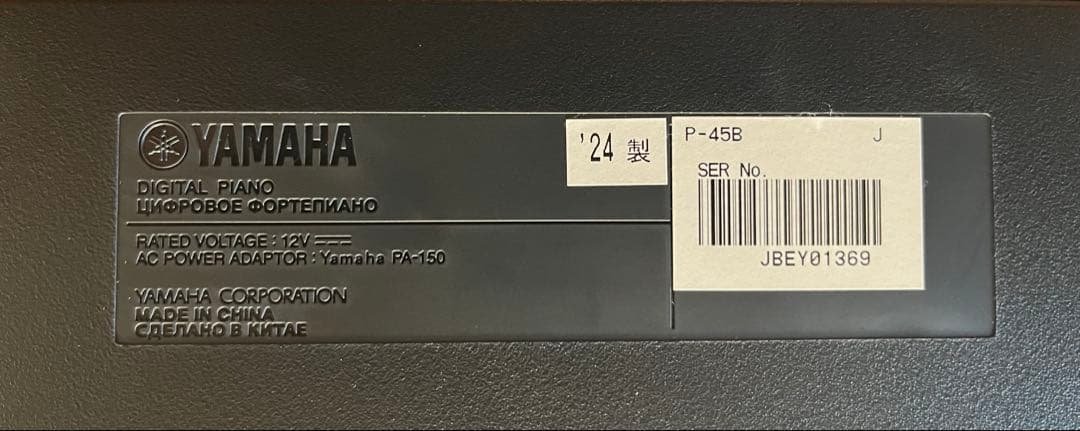 YAMAHA
DIGITAL PIANO
ЦИФРОВОЕ ФОРТЕПИАНО
RATED VOLTAGE : 12V
AC POWER ADAPTOR : Yamaha PA-150
YAMAHA CORPORATION
MADE IN CHINA
СДЕЛАНО В КИТАЕ
'24 製
P-45B J
SER No.
JBEY01369